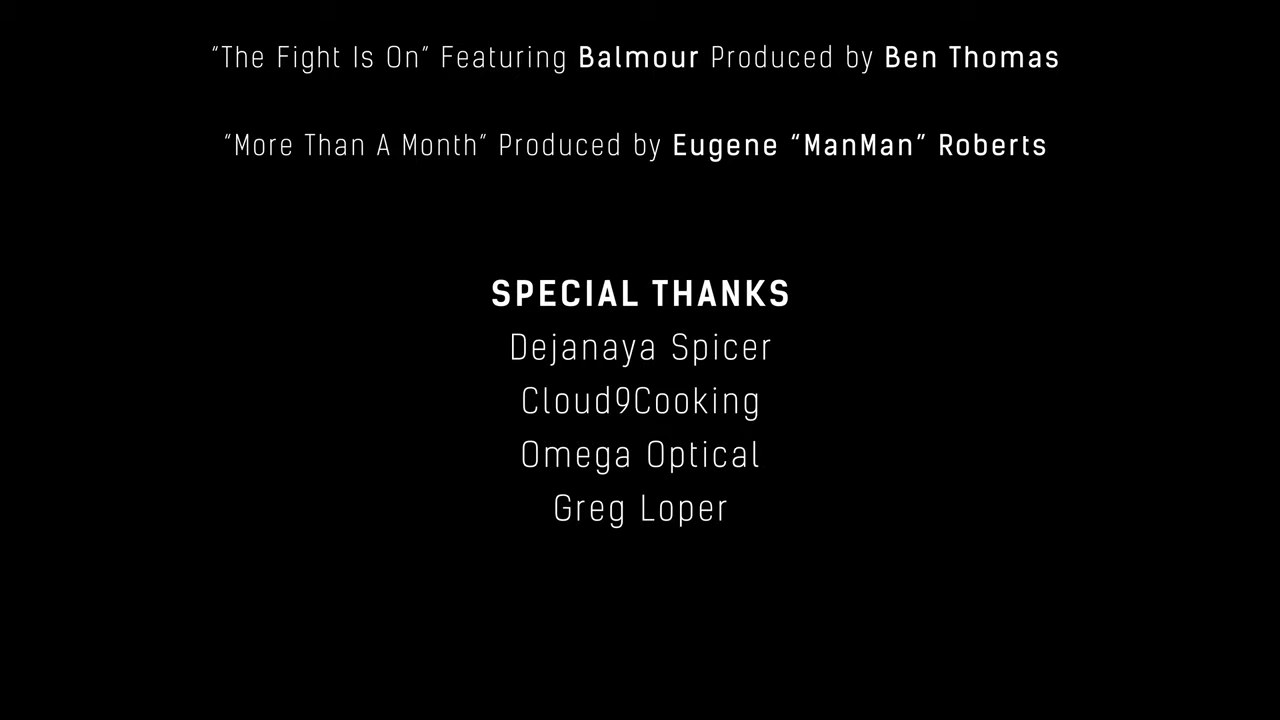 “The Fight Is On” Featuring Balmour Produced by Ben Thomas
“More Than A Month” Produced by Eugene “ManMan” Roberts
SPECIAL THANKS
Dejanaya Spicer
Cloud9Cooking
Omega Optical
Greg Loper